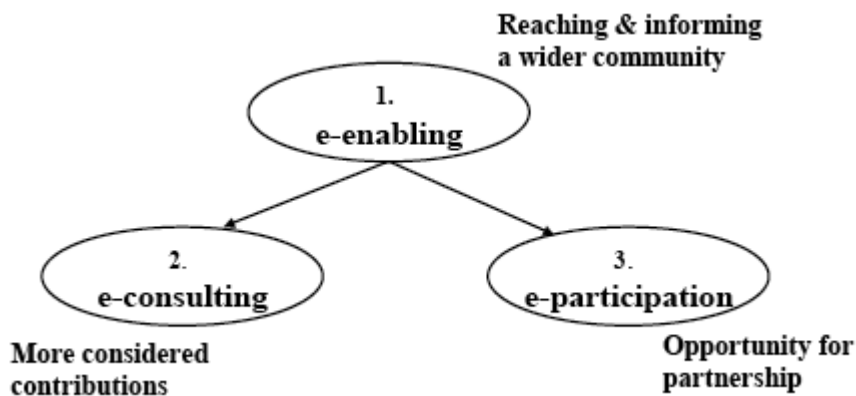 Reaching & informing
a wider community
1.
e-enabling
2.
e-consulting
3.
e-participation
More considered
contributions
Opportunity for
partnership